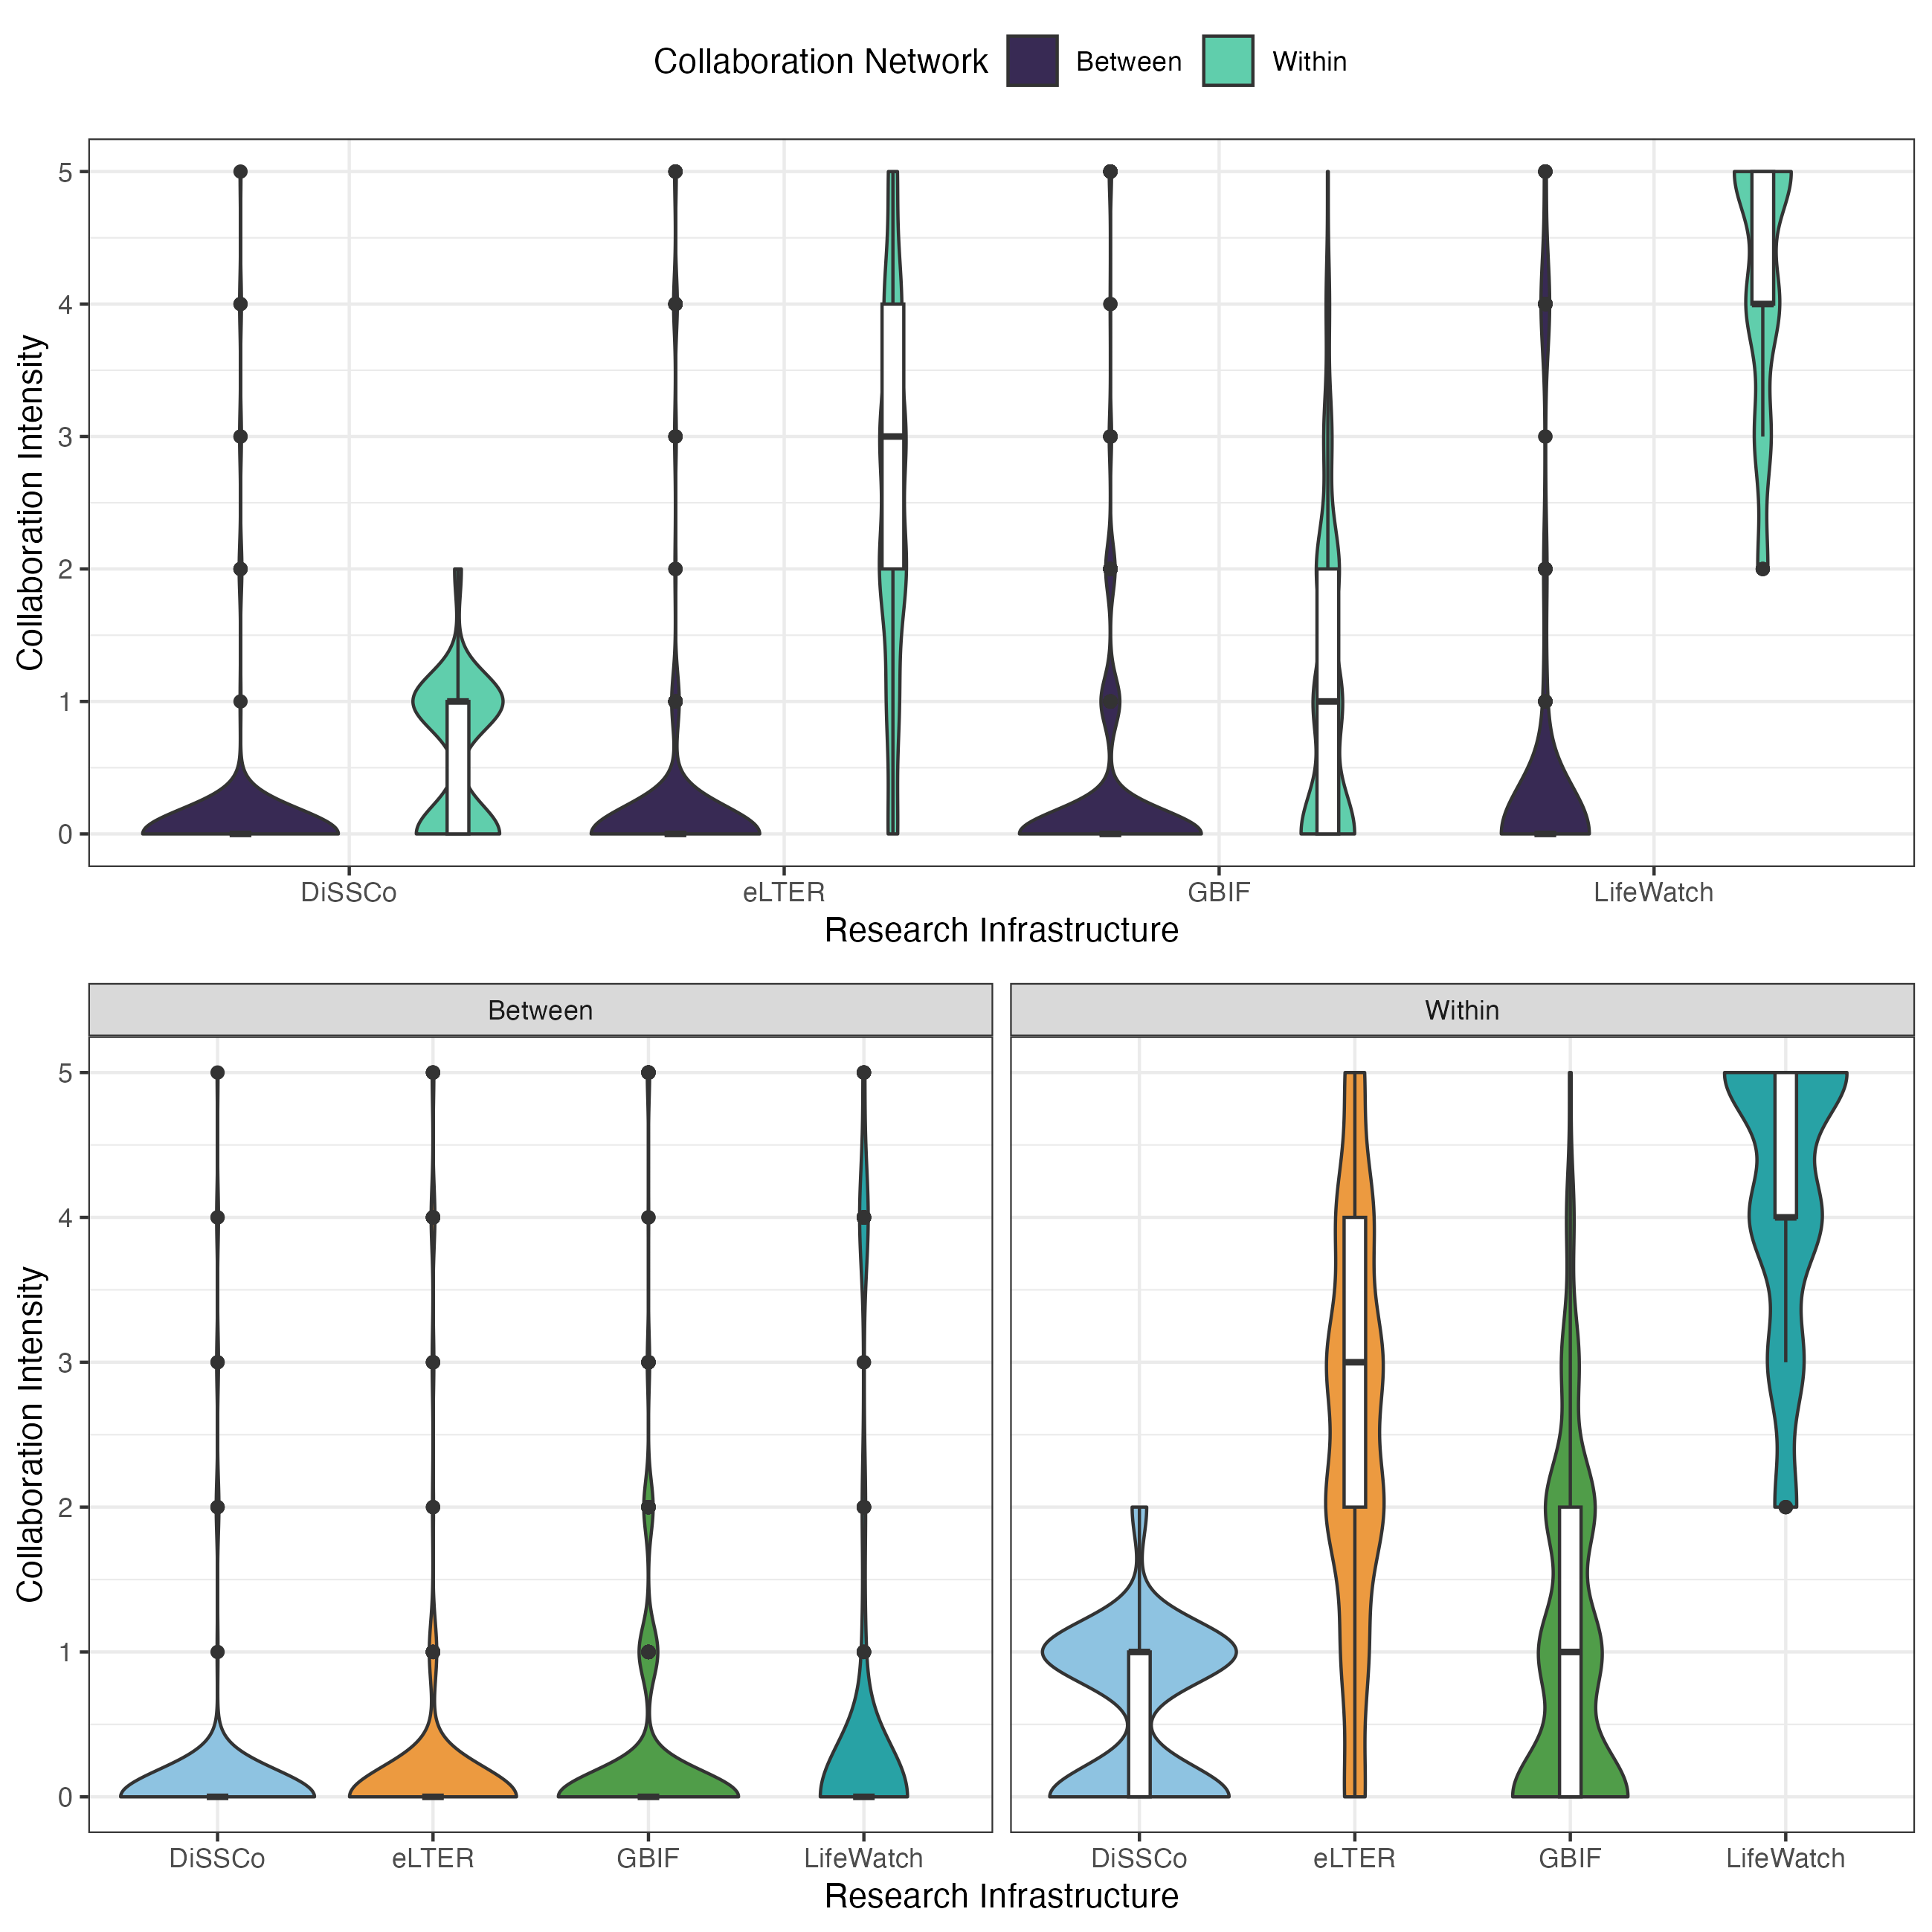 Collaboration Network Between Within
Collaboration Intensity
5
4
3
2
1
0
DiSSCo eLTER GBIF LifeWatch
Research Infrastructure
Between Within
Collaboration Intensity
5
4
3
2
1
0
DiSSCo eLTER GBIF LifeWatch DiSSCo eLTER GBIF LifeWatch
Research Infrastructure